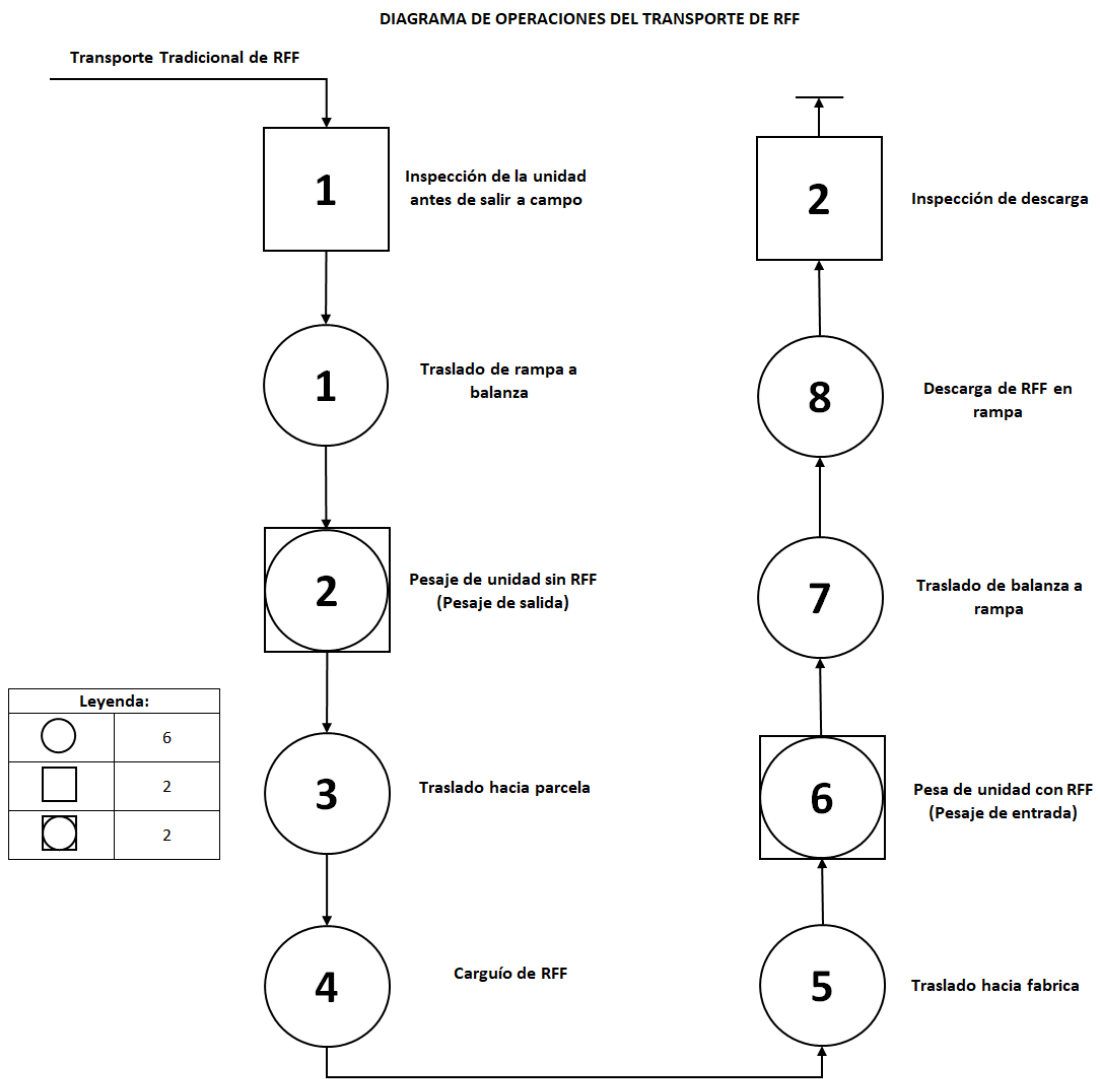 DIAGRAMA DE OPERACIONES DEL TRANSPORTE DE RFF
Transporte Tradicional de RFF
1
Inspección de la unidad
antes de salir a campo
1
Traslado de rampa a
balanza
2
Pesaje de unidad sin RFF
(Pesaje de salida)
3
Traslado hacia parcela
4
Carguío de RFF
5
Traslado hacia fabrica
6
Pesa de unidad con RFF
(Pesaje de entrada)
7
Traslado de balanza a
rampa
8
Descarga de RFF en
rampa
2
Inspección de descarga
Leyenda:
6
2
2